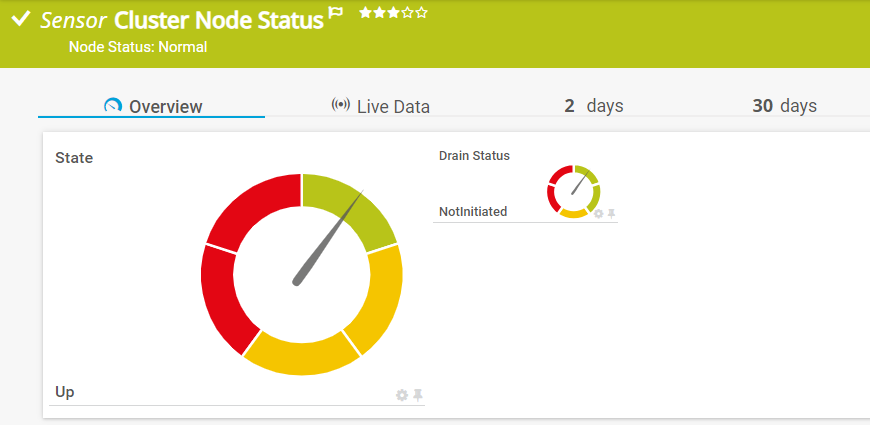 Sensor Cluster Node Status
Node Status: Normal
Overview
Live Data
2 days
30 days
State
Up
Drain Status
NotInitiated